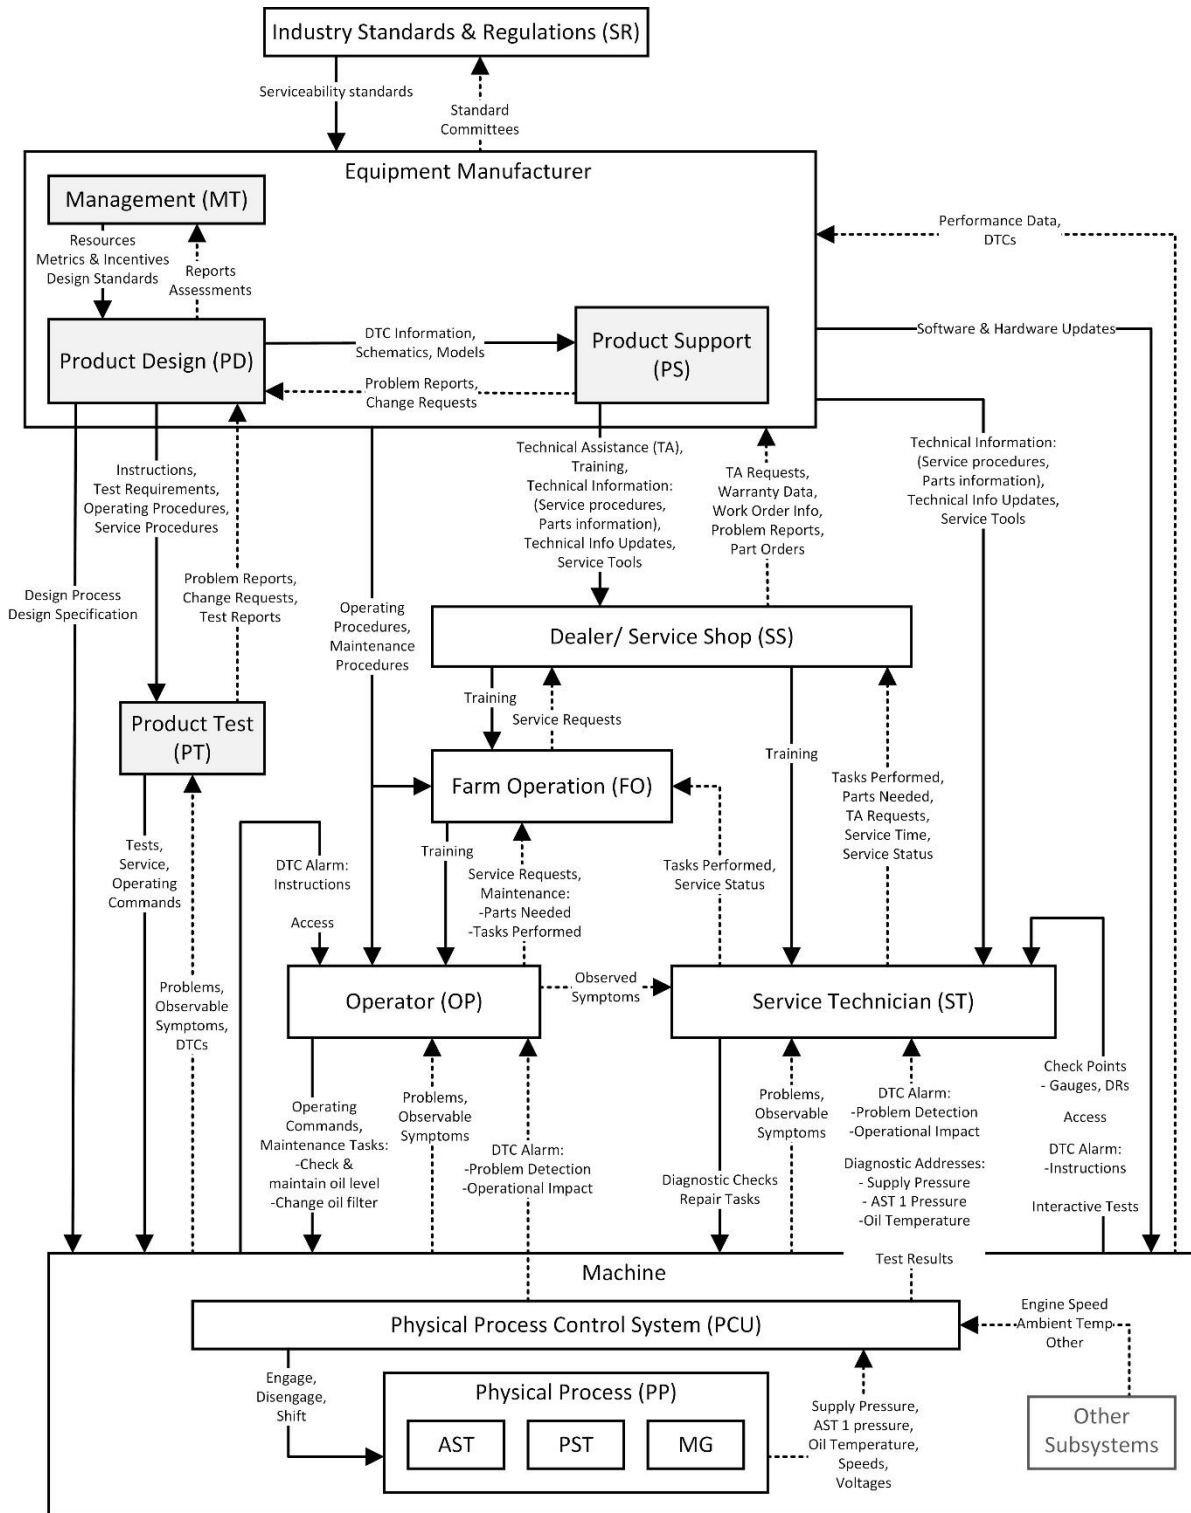 Industry Standards & Regulations (SR)
Serviceability standards
Standard
Committees
Equipment Manufacturer
Management (MT)
Resources
Metrics & Incentives
Design Standards
Reports
Assessments
Performance Data,
DTCs
Product Design (PD)
DTC Information,
Schematics, Models
Product Support
(PS)
Software & Hardware Updates
Problem Reports,
Change Requests
Instructions,
Test Requirements,
Operating Procedures,
Service Procedures
Technical Assistance (TA),
Training,
Technical Information:
(Service procedures,
Parts information),
Technical Info Updates,
Service Tools
TA Requests,
Warranty Data,
Work Order Info,
Problem Reports,
Part Orders
Technical Information:
(Service procedures,
Parts information),
Technical Info Updates,
Service Tools
Design Process
Design Specification
Problem Reports,
Change Requests,
Test Reports
Operating
Procedures,
Maintenance
Procedures
Dealer/ Service Shop (SS)
Training
Service Requests
Training
Product Test
(PT)
Farm Operation (FO)
Tasks Performed,
Parts Needed,
TA Requests,
Service Time,
Service Status
Tests,
Service,
Operating
Commands
DTC Alarm:
Instructions
Access
Training
Service Requests,
Maintenance:
-Parts Needed
-Tasks Performed
Tasks Performed,
Service Status
Problems,
Observable
Symptoms,
DTCs
Operator (OP)
Observed
Symptoms
Service Technician (ST)
Operating
Commands,
Maintenance Tasks:
-Check &
maintain oil level
-Change oil filter
Problems,
Observable
Symptoms
DTC Alarm:
-Problem Detection
-Operational Impact
Diagnostic Checks
Repair Tasks
Problems,
Observable
Symptoms
DTC Alarm:
-Problem Detection
-Operational Impact
Diagnostic Addresses:
- Supply Pressure
- AST 1 Pressure
-Oil Temperature
Test Results
Check Points
- Gauges, DRs
Access
DTC Alarm:
-Instructions
Interactive Tests
Machine
Physical Process Control System (PCU)
Engine Speed
Ambient Temp
Other
Engage,
Disengage,
Shift
Physical Process (PP)
AST
PST
MG
Supply Pressure,
AST 1 pressure,
Oil Temperature,
Speeds,
Voltages
Other
Subsystems